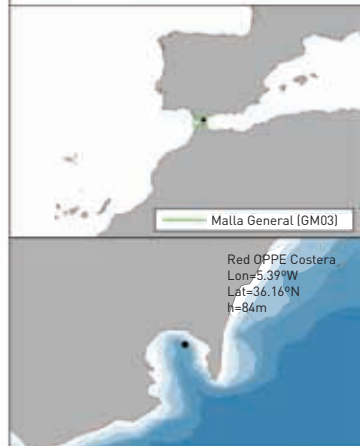 Malla General (GM03)
Red OPPE Costera
Lon=5.39ºW
Lat=36.16ºN
h=84m